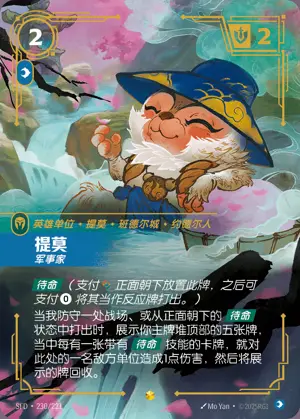 2
2
英雄单位 • 提莫 • 班德尔城 • 约德尔人
提莫
军事家
待命（支付 正面朝下放置此牌，之后可
支付 0 将其当作反应牌打出。）
当我防守一处战场、或从正面朝下的 待命
状态中打出时，展示你主牌堆顶部的五张牌，
当中每有一张带有 待命 技能的卡牌，就对
此处的一名敌方单位造成1点伤害，然后将展
示的牌回收。
SFD • 230/221
Mo Yan